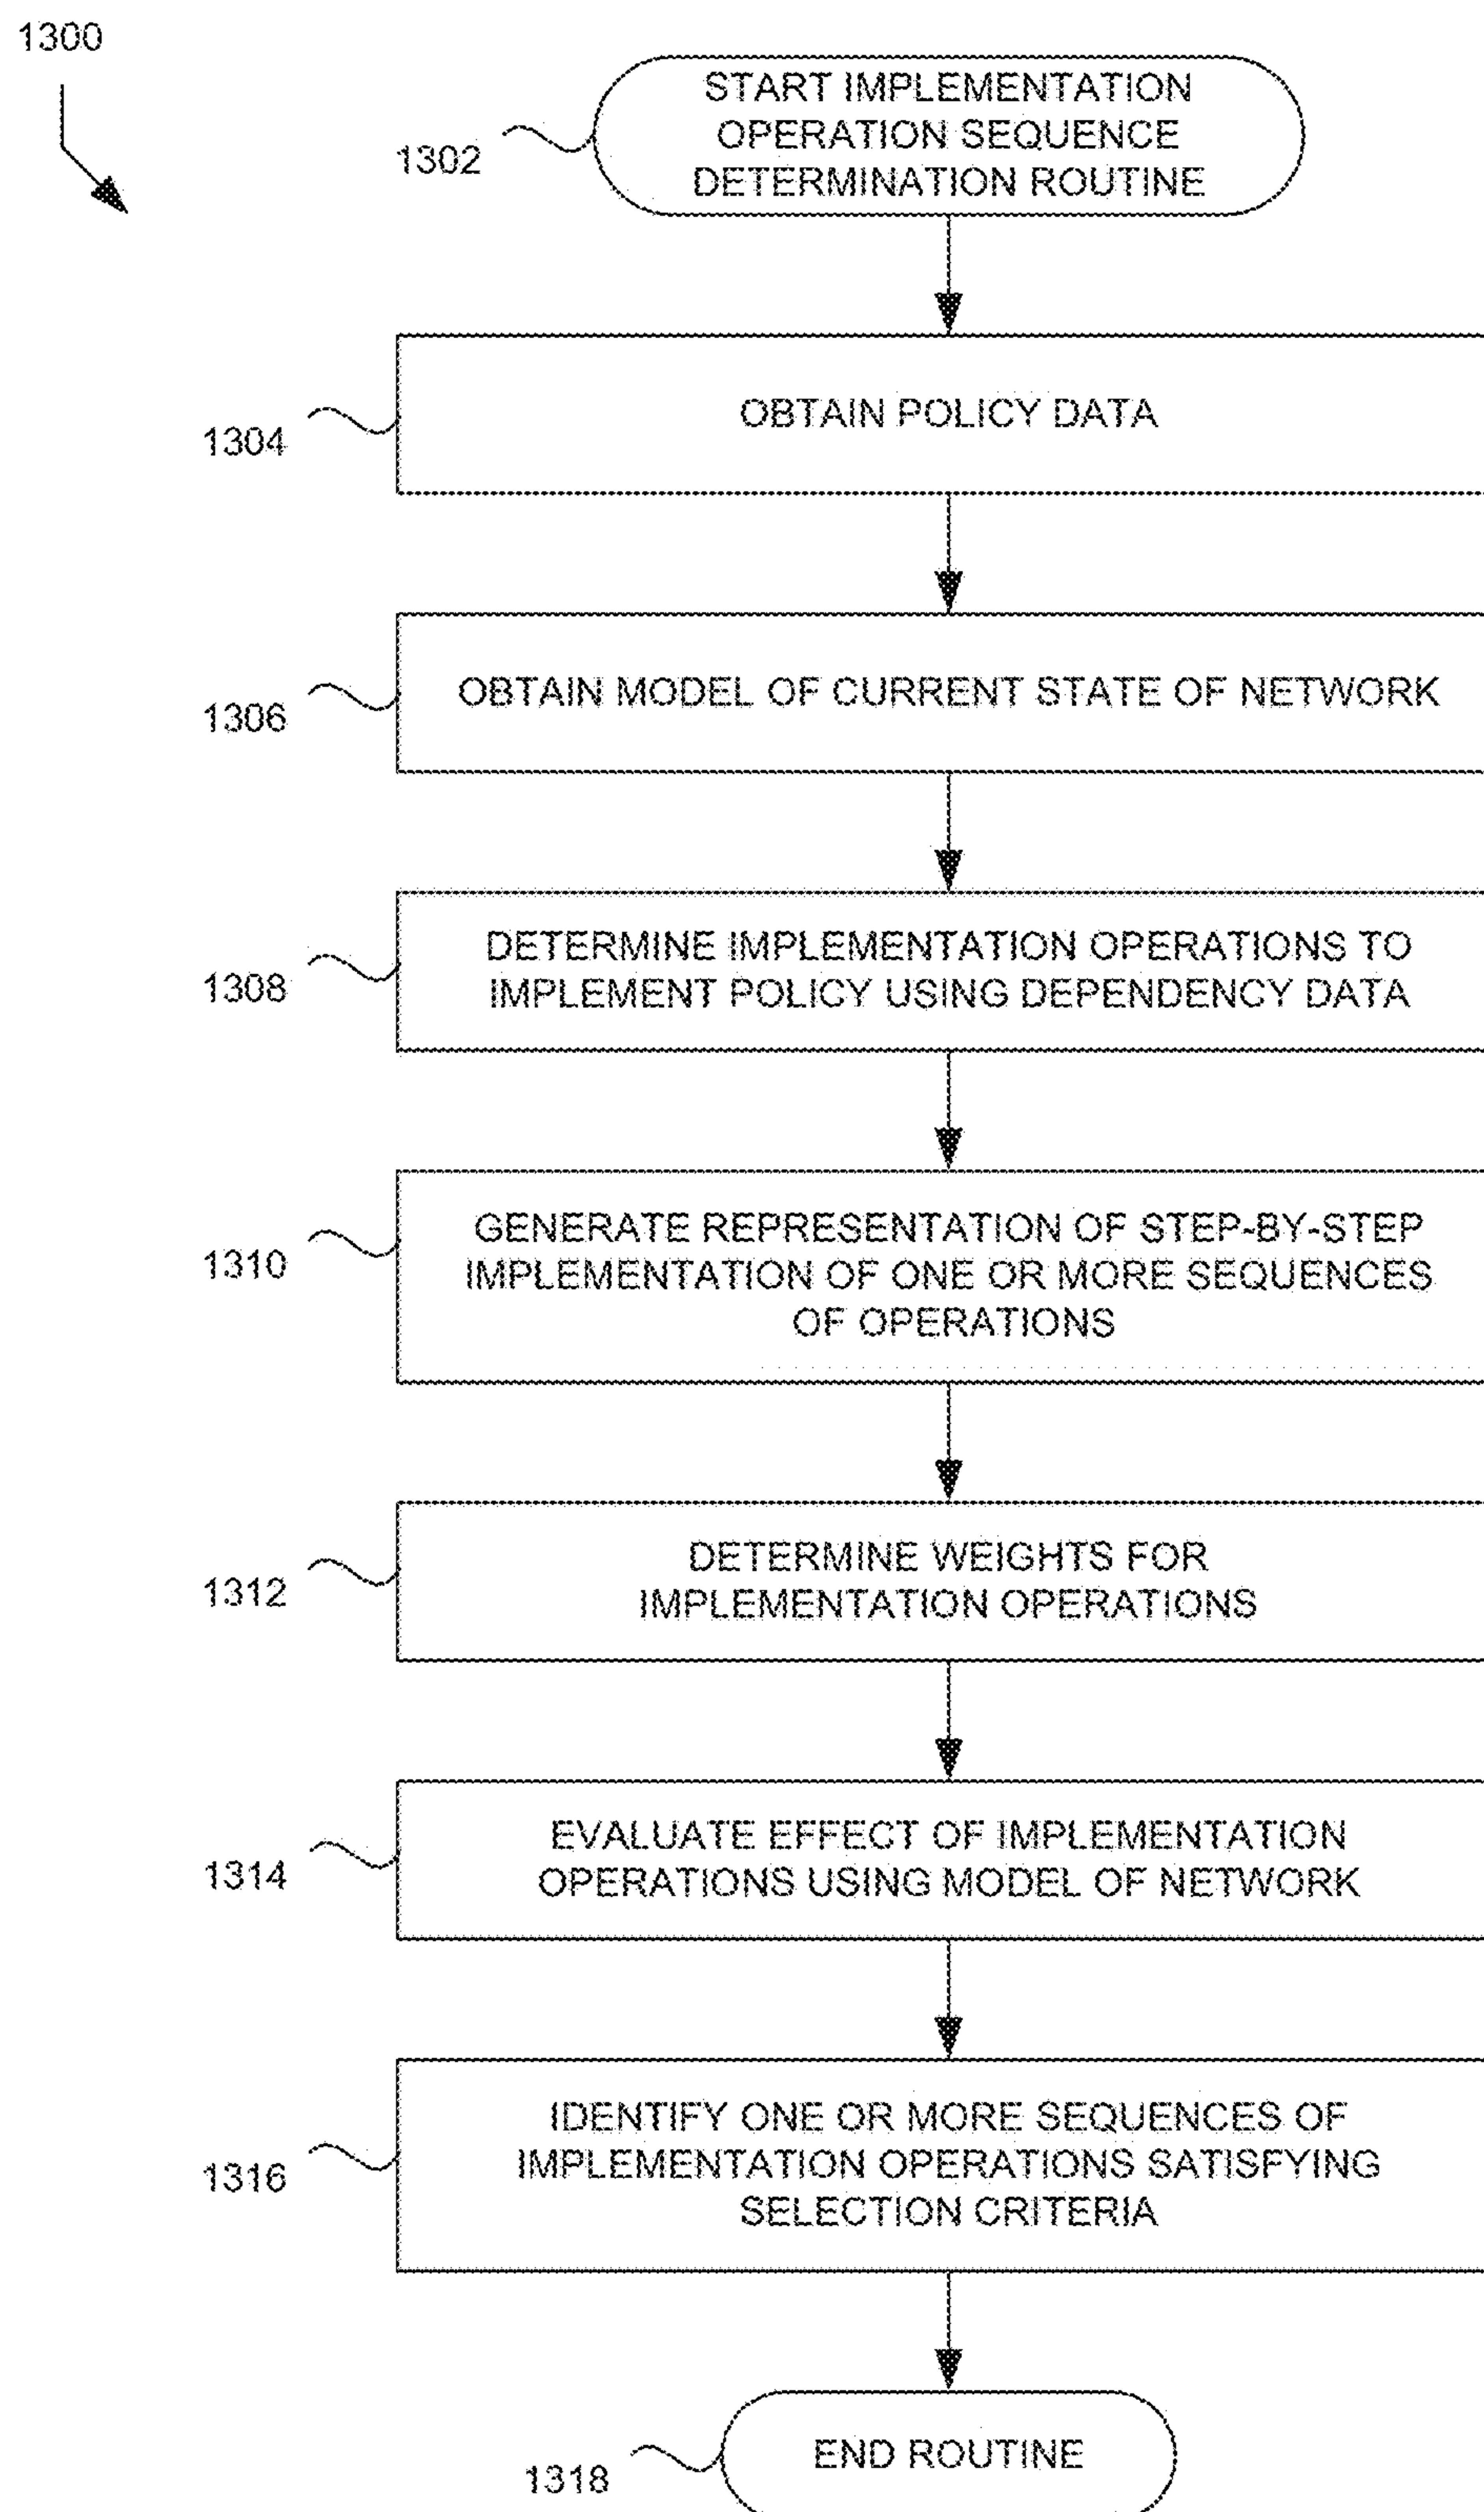 1300
START IMPLEMENTATION
OPERATION SEQUENCE
DETERMINATION ROUTINE
1302
OBTAIN POLICY DATA
1304
OBTAIN MODEL OF CURRENT STATE OF NETWORK
1306
DETERMINE IMPLEMENTATION OPERATIONS TO
IMPLEMENT POLICY USING DEPENDENCY DATA
1308
GENERATE REPRESENTATION OF STEP-BY-STEP
IMPLEMENTATION OF ONE OR MORE SEQUENCES
OF OPERATIONS
1310
DETERMINE WEIGHTS FOR
IMPLEMENTATION OPERATIONS
1312
EVALUATE EFFECT OF IMPLEMENTATION
OPERATIONS USING MODEL OF NETWORK
1314
IDENTIFY ONE OR MORE SEQUENCES OF
IMPLEMENTATION OPERATIONS SATISFYING
SELECTION CRITERIA
1316
END ROUTINE
1318